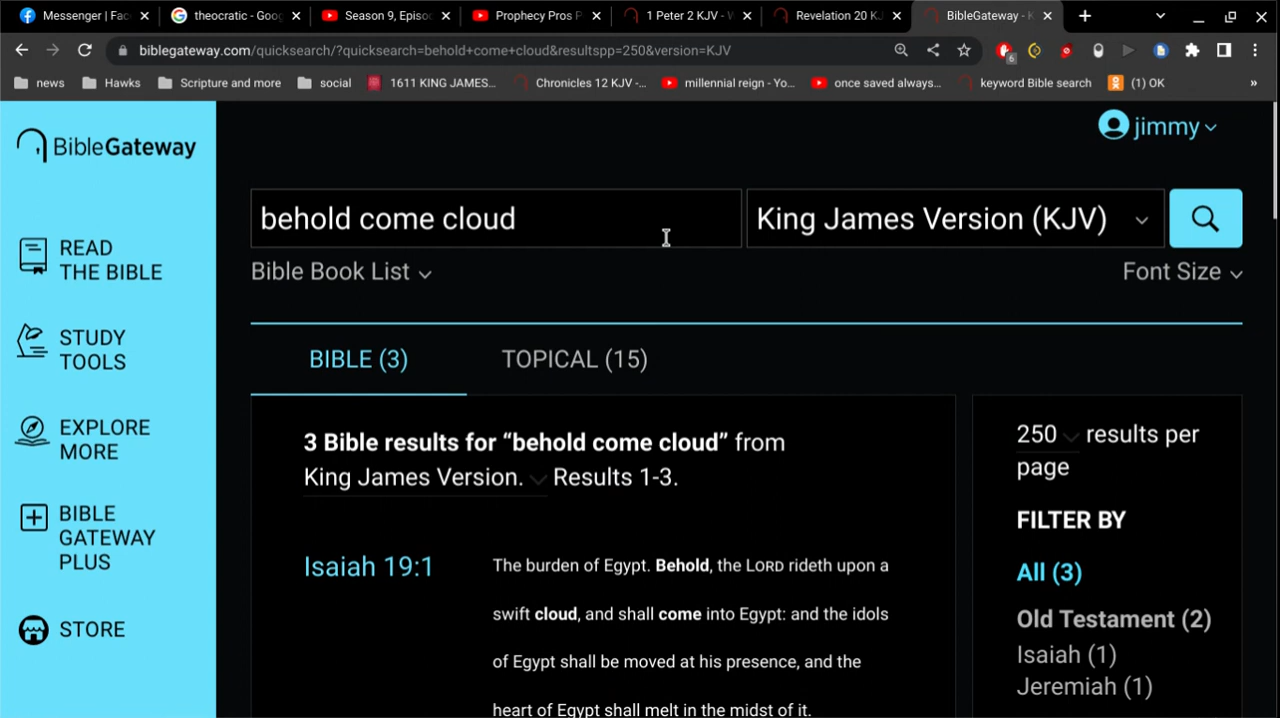 Messenger | Fac
theocratic - Goog
Season 9, Episo
Prophecy Pros P
1 Peter 2 KJV - W
Revelation 20 KJ
BibleGateway - K
biblegateway.com/quicksearch/?quicksearch=behold+come+cloud&resultspp=250&version=KJV
6
news
Hawks
Scripture and more
social
1611 KING JAMES...
Chronicles 12 KJV -...
millennial reign - Yo...
once saved always...
keyword Bible search
(1) OK
»
BibleGateway
jimmy
behold come cloud
King James Version (KJV)
Bible Book List
Font Size
READ
THE BIBLE
STUDY
TOOLS
EXPLORE
MORE
BIBLE
GATEWAY
PLUS
STORE
BIBLE (3)
TOPICAL (15)
3 Bible results for “behold come cloud” from
King James Version. Results 1-3.
Isaiah 19:1
The burden of Egypt. Behold, the LORD rideth upon a
swift cloud, and shall come into Egypt: and the idols
of Egypt shall be moved at his presence, and the
heart of Egypt shall melt in the midst of it.
250 results per
page
FILTER BY
All (3)
Old Testament (2)
Isaiah (1)
Jeremiah (1)